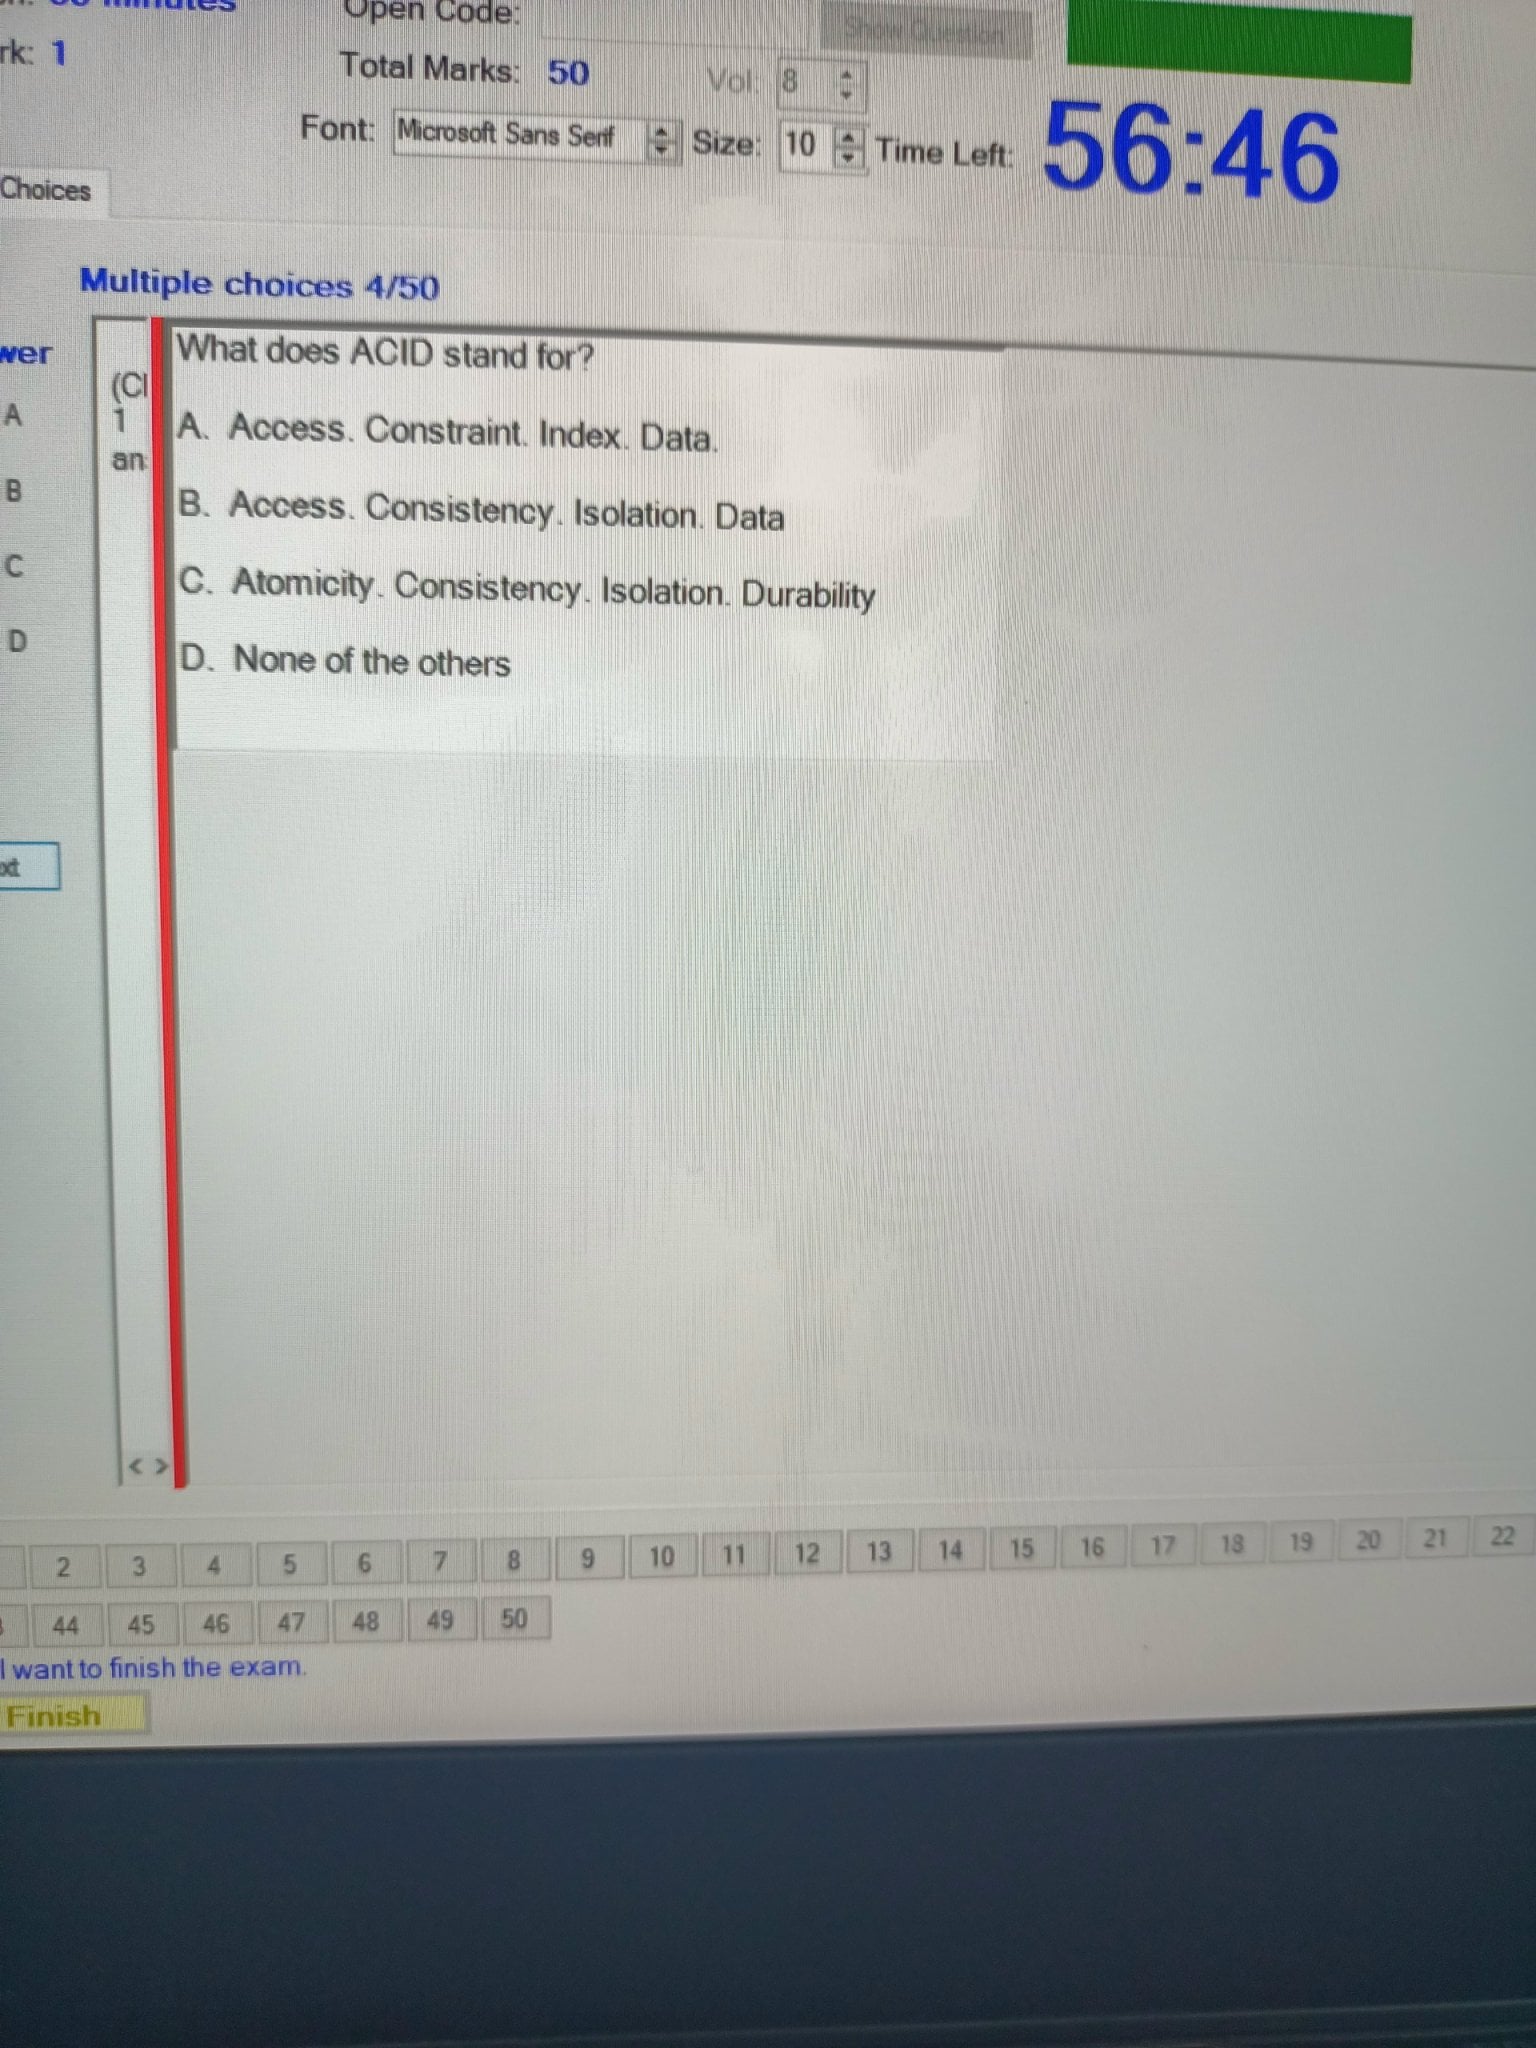 minutes
Open Code:
Show Question
rk: 1
Total Marks: 50
Vol: 8
Font: Microsoft Sans Serif
Size: 10
Time Left: 56:46
Choices
Multiple choices 4/50
wer
A
B
C
D
(Cl
1
an
What does ACID stand for?
A. Access. Constraint. Index. Data.
B. Access. Consistency. Isolation. Data
C. Atomicity. Consistency. Isolation. Durability
D. None of the others
xt
< >
2 3 4 5 6 7 8 9 10 11 12 13 14 15 16 17 18 19 20 21 22
44 45 46 47 48 49 50
I want to finish the exam.
Finish